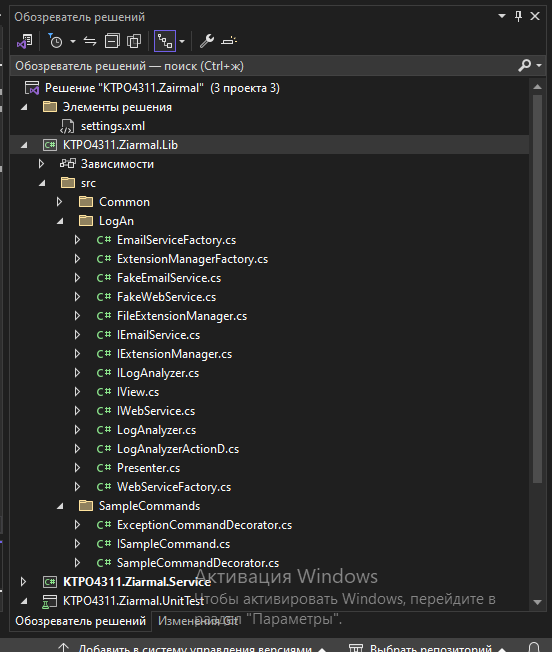 Обозреватель решений
Обозреватель решений — поиск (Ctrl+ж)
Решение "KTPO4311.Zairmal" (3 проекта 3)
Элементы решения
settings.xml
KTPO4311.Ziarmal.Lib
Зависимости
src
Common
LogAn
EmailServiceFactory.cs
ExtensionManagerFactory.cs
FakeEmailService.cs
FakeWebService.cs
FileExtensionManager.cs
IEmailService.cs
IExtensionManager.cs
ILogAnalyzer.cs
IView.cs
IWebService.cs
LogAnalyzer.cs
LogAnalyzerActionD.cs
Presenter.cs
WebServiceFactory.cs
SampleCommands
ExceptionCommandDecorator.cs
ISampleCommand.cs
SampleCommandDecorator.cs
KTPO4311.Ziarmal.Service
KTPO4311.Ziarmal.UnitTest
Активация Windows
Чтобы активировать Windows, перейдите в
раздел "Параметры".
Обозреватель решений Изменения Git
Добавить в систему управления версиями Выбрать репозиторий